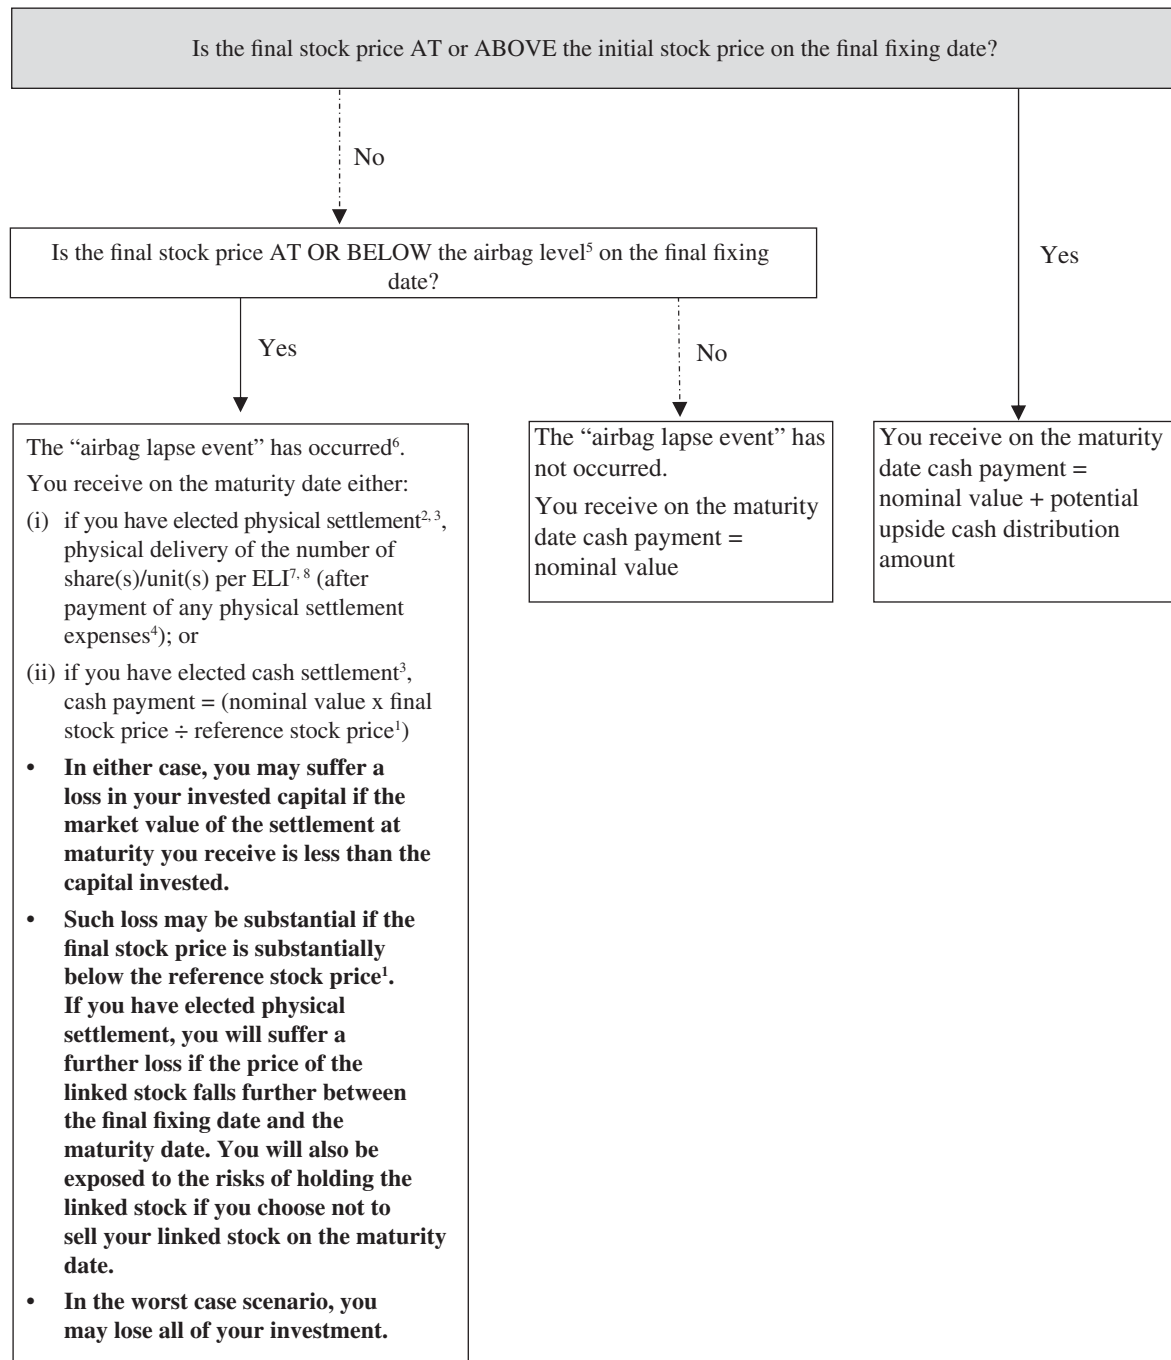 Is the final stock price AT or ABOVE the initial stock price on the final fixing date?
No
Yes
Is the final stock price AT OR BELOW the airbag level⁵ on the final fixing
date?
Yes
No
The “airbag lapse event” has occurred⁶.
You receive on the maturity date either:
(i) if you have elected physical settlement²,³,
physical delivery of the number of
share(s)/unit(s) per ELI⁷,⁸ (after
payment of any physical settlement
expenses⁴); or
(ii) if you have elected cash settlement³,
cash payment = (nominal value x final
stock price ÷ reference stock price¹)
• In either case, you may suffer a
loss in your invested capital if the
market value of the settlement at
maturity you receive is less than the
capital invested.
• Such loss may be substantial if the
final stock price is substantially
below the reference stock price¹.
If you have elected physical
settlement, you will suffer a
further loss if the price of the
linked stock falls further between
the final fixing date and the
maturity date. You will also be
exposed to the risks of holding the
linked stock if you choose not to
sell your linked stock on the maturity
date.
• In the worst case scenario, you
may lose all of your investment.
The “airbag lapse event” has
not occurred.
You receive on the maturity
date cash payment =
nominal value
You receive on the maturity
date cash payment =
nominal value + potential
upside cash distribution
amount